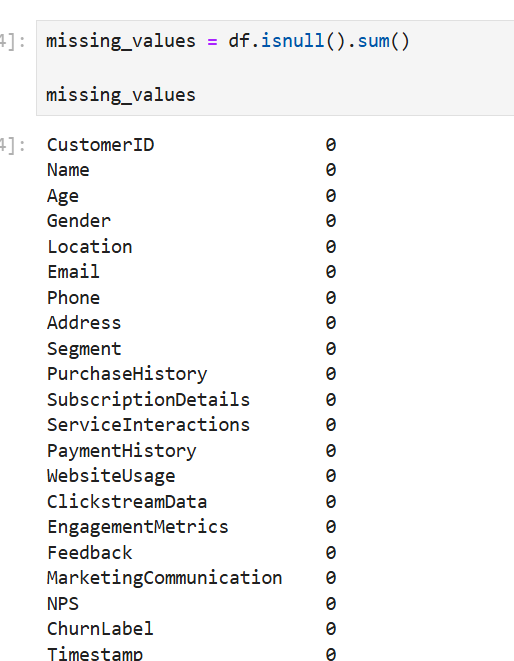 4]: missing_values = df.isnull().sum()
missing_values
4]: CustomerID 0
Name 0
Age 0
Gender 0
Location 0
Email 0
Phone 0
Address 0
Segment 0
PurchaseHistory 0
SubscriptionDetails 0
ServiceInteractions 0
PaymentHistory 0
WebsiteUsage 0
ClickstreamData 0
EngagementMetrics 0
Feedback 0
MarketingCommunication 0
NPS 0
ChurnLabel 0
Timestamp 0